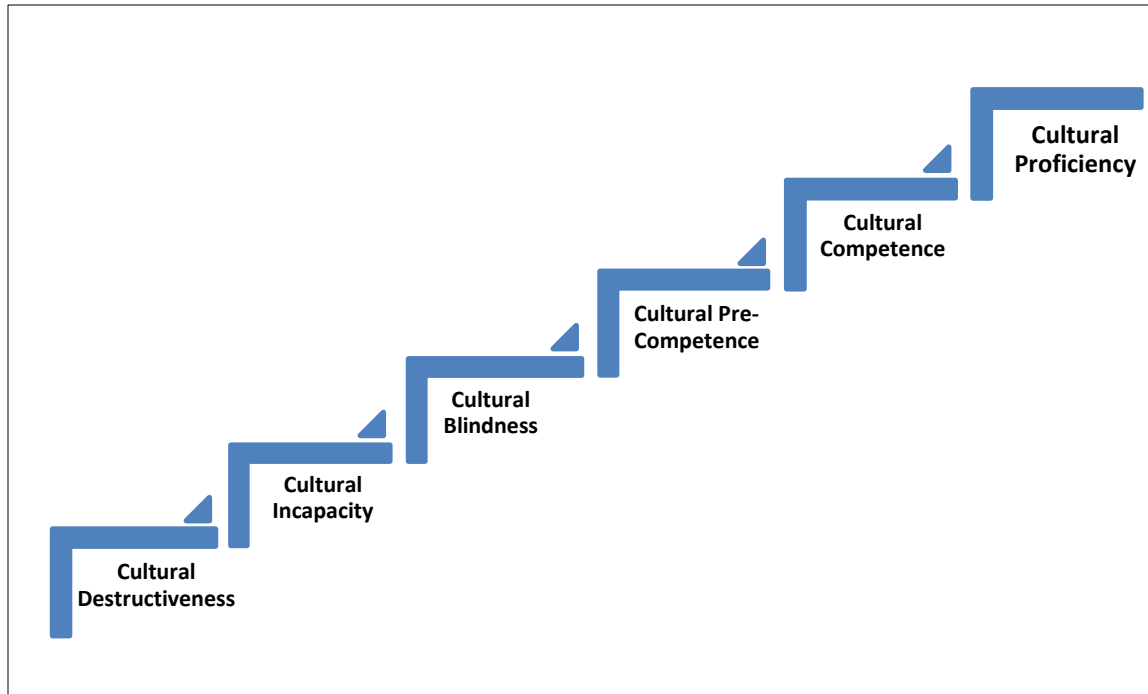 Cultural
Proficiency
Cultural
Competence
Cultural Pre-
Competence
Cultural
Blindness
Cultural
Incapacity
Cultural
Destructiveness